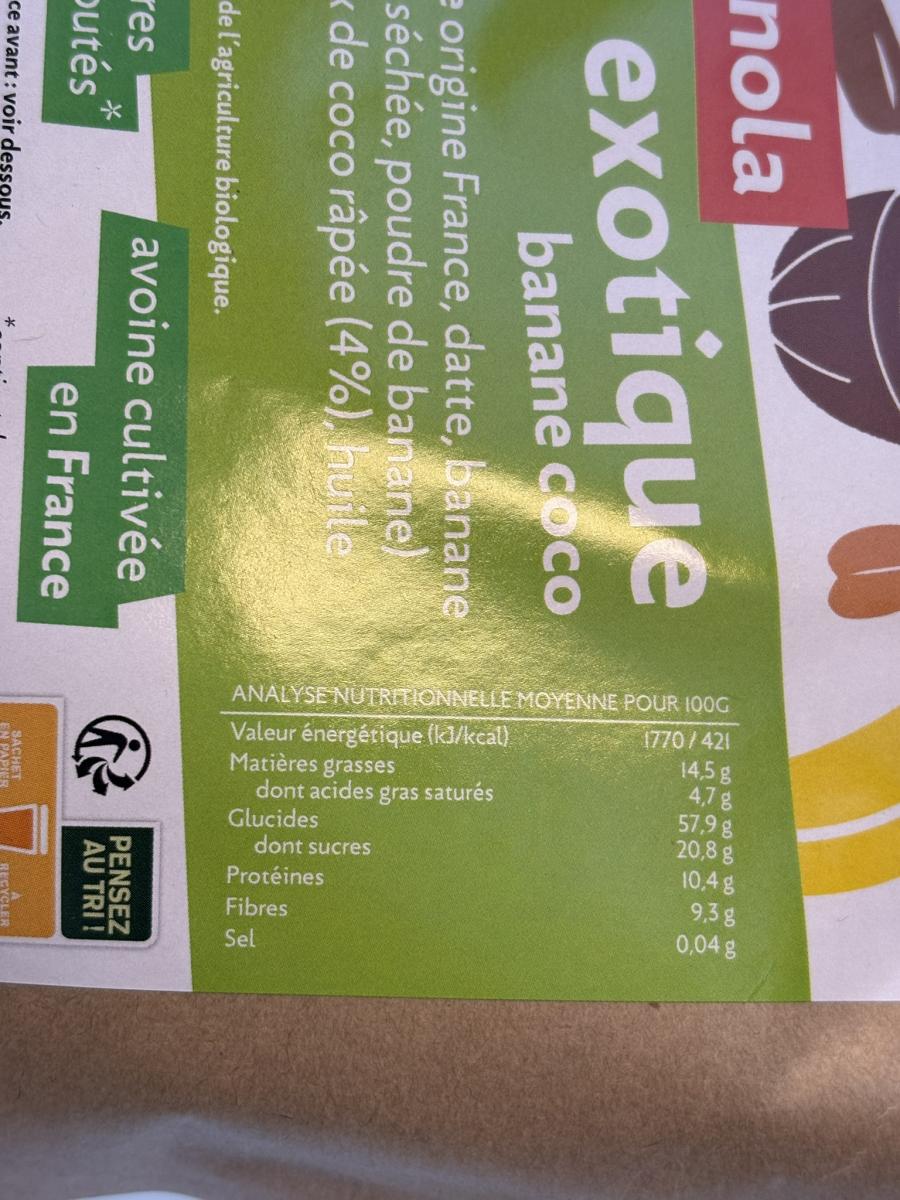 nola
exotique
banane coco
origine France, datte, banane
séchée, poudre de banane)
de coco râpée (4%), huile
de l'agriculture biologique.
res
outés *
avoine cultivée
en France
ce avant : voir dessous.
*
ANALYSE NUTRITIONNELLE MOYENNE POUR 100G
Valeur énergétique (kJ/kcal) 1770 / 421
Matières grasses 14,5 g
dont acides gras saturés 4,7 g
Glucides 57,9 g
dont sucres 20,8 g
Protéines 10,4 g
Fibres 9,3 g
Sel 0,04 g
PENSEZ
AU TRI !
SACHET
EN PAPIER
À
RECYCLER